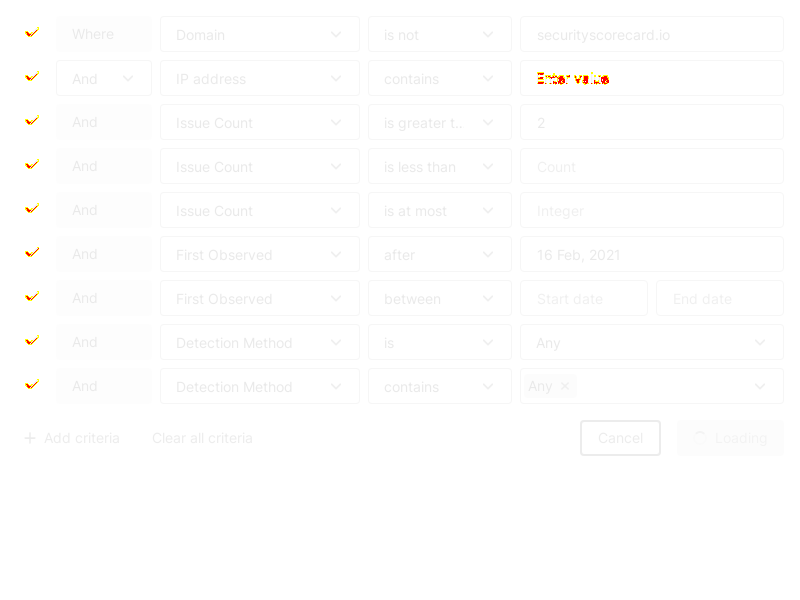 Where Domain is not securityscorecard.io
And IP address contains Enter value
And Issue Count is greater t.. 2
And Issue Count is less than Count
And Issue Count is at most Integer
And First Observed after 16 Feb, 2021
And First Observed between Start date End date
And Detection Method is Any
And Detection Method contains Any
Add criteria Clear all criteria Cancel Loading